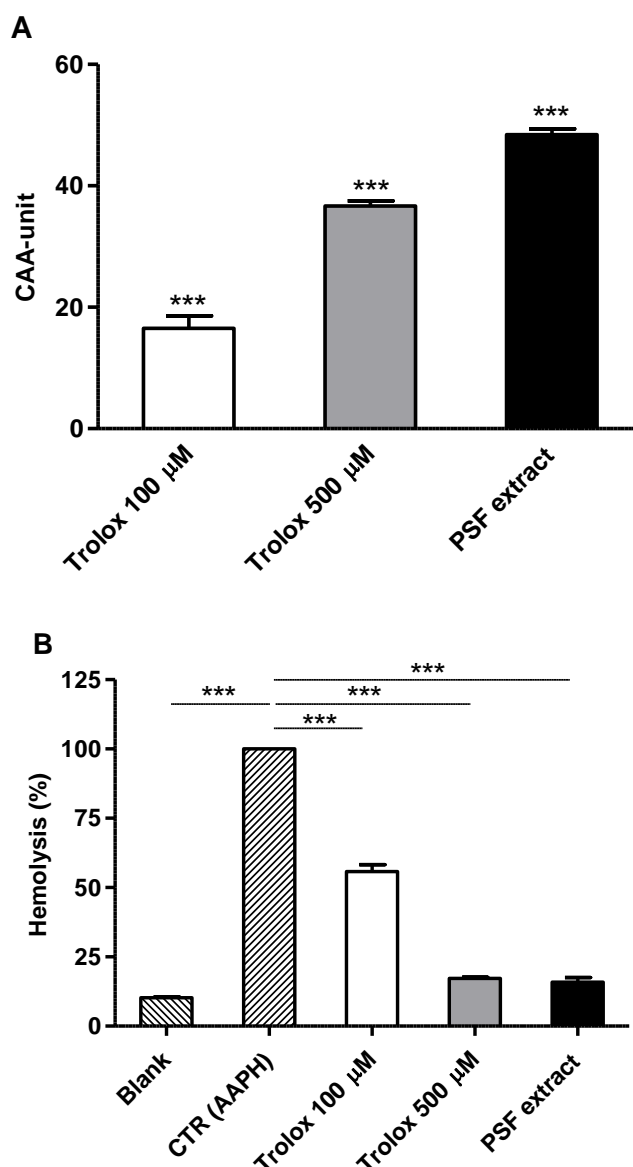 A
60
40
20
0
CAA-unit
***
***
***
Trolox 100 µM
Trolox 500 µM
PSF extract
B
125
100
75
50
25
0
Hemolysis (%)
***
***
***
***
Blank
CTR (AAPH)
Trolox 100 µM
Trolox 500 µM
PSF extract